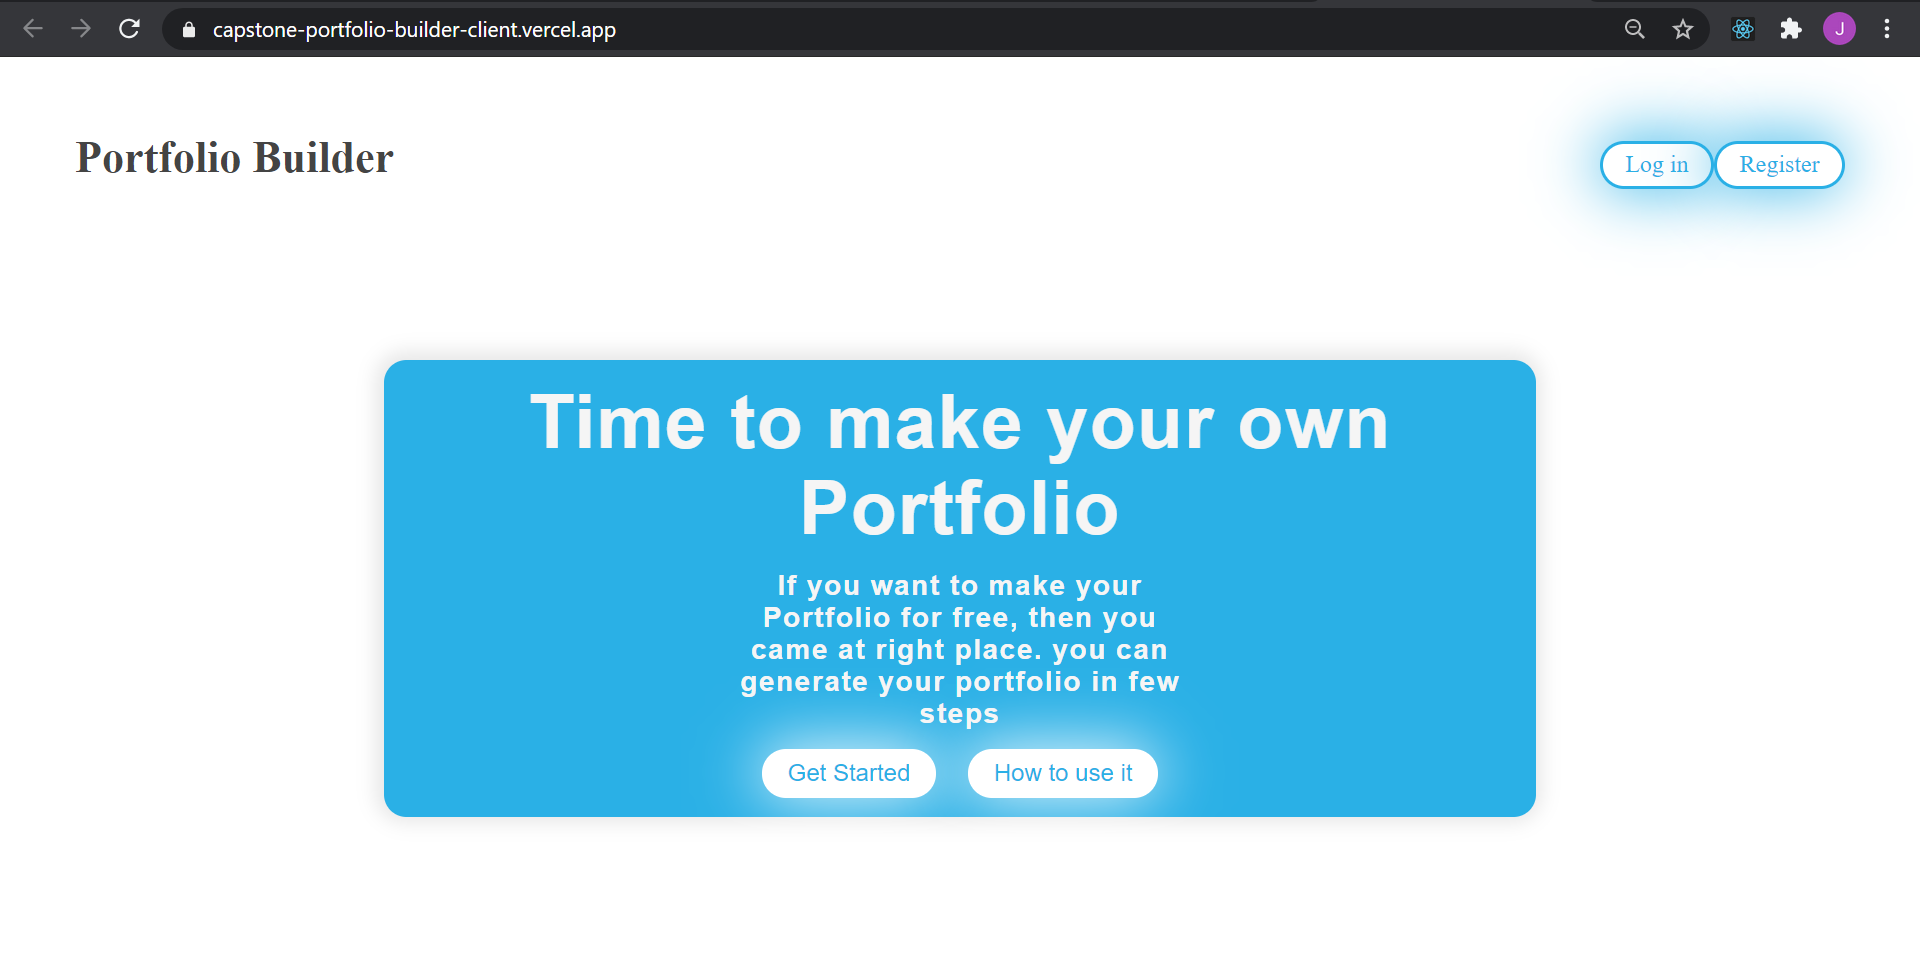 capstone-portfolio-builder-client.vercel.app
J
Portfolio Builder
Log in
Register
Time to make your own
Portfolio
If you want to make your
Portfolio for free, then you
came at right place. you can
generate your portfolio in few
steps
Get Started
How to use it